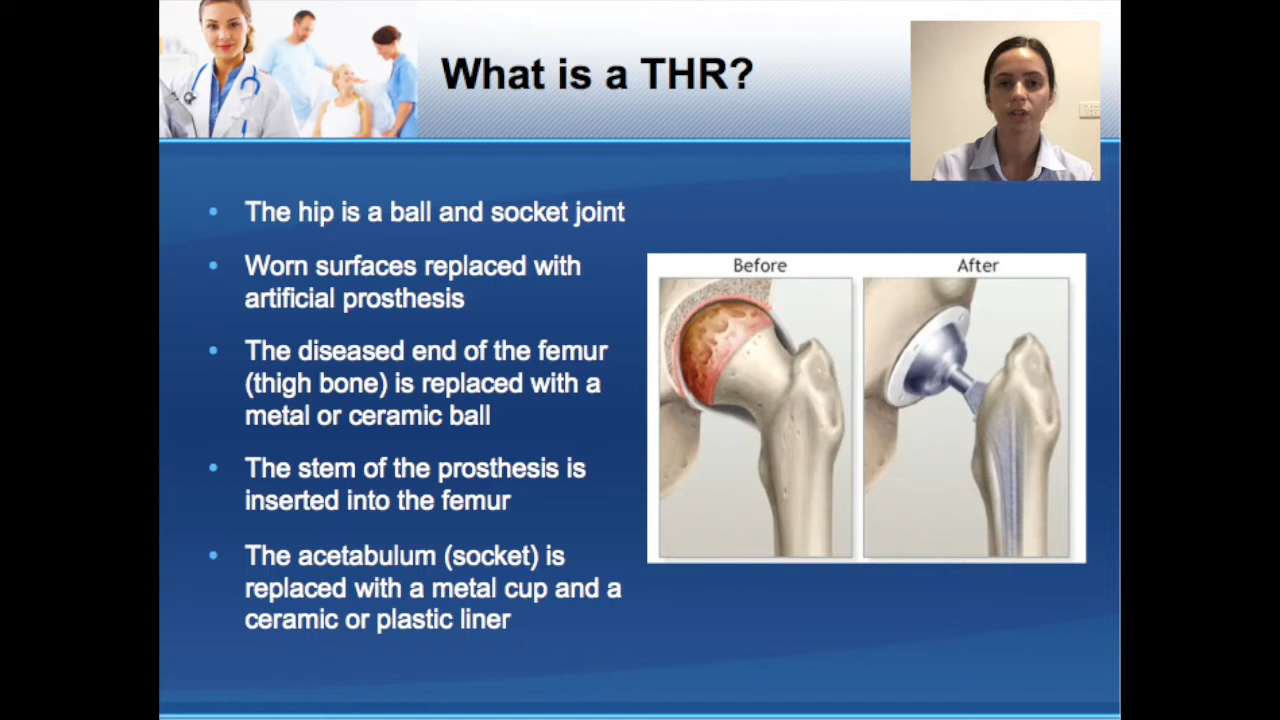 What is a THR?
The hip is a ball and socket joint
Worn surfaces replaced with
artificial prosthesis
The diseased end of the femur
(thigh bone) is replaced with a
metal or ceramic ball
The stem of the prosthesis is
inserted into the femur
The acetabulum (socket) is
replaced with a metal cup and a
ceramic or plastic liner
Before
After